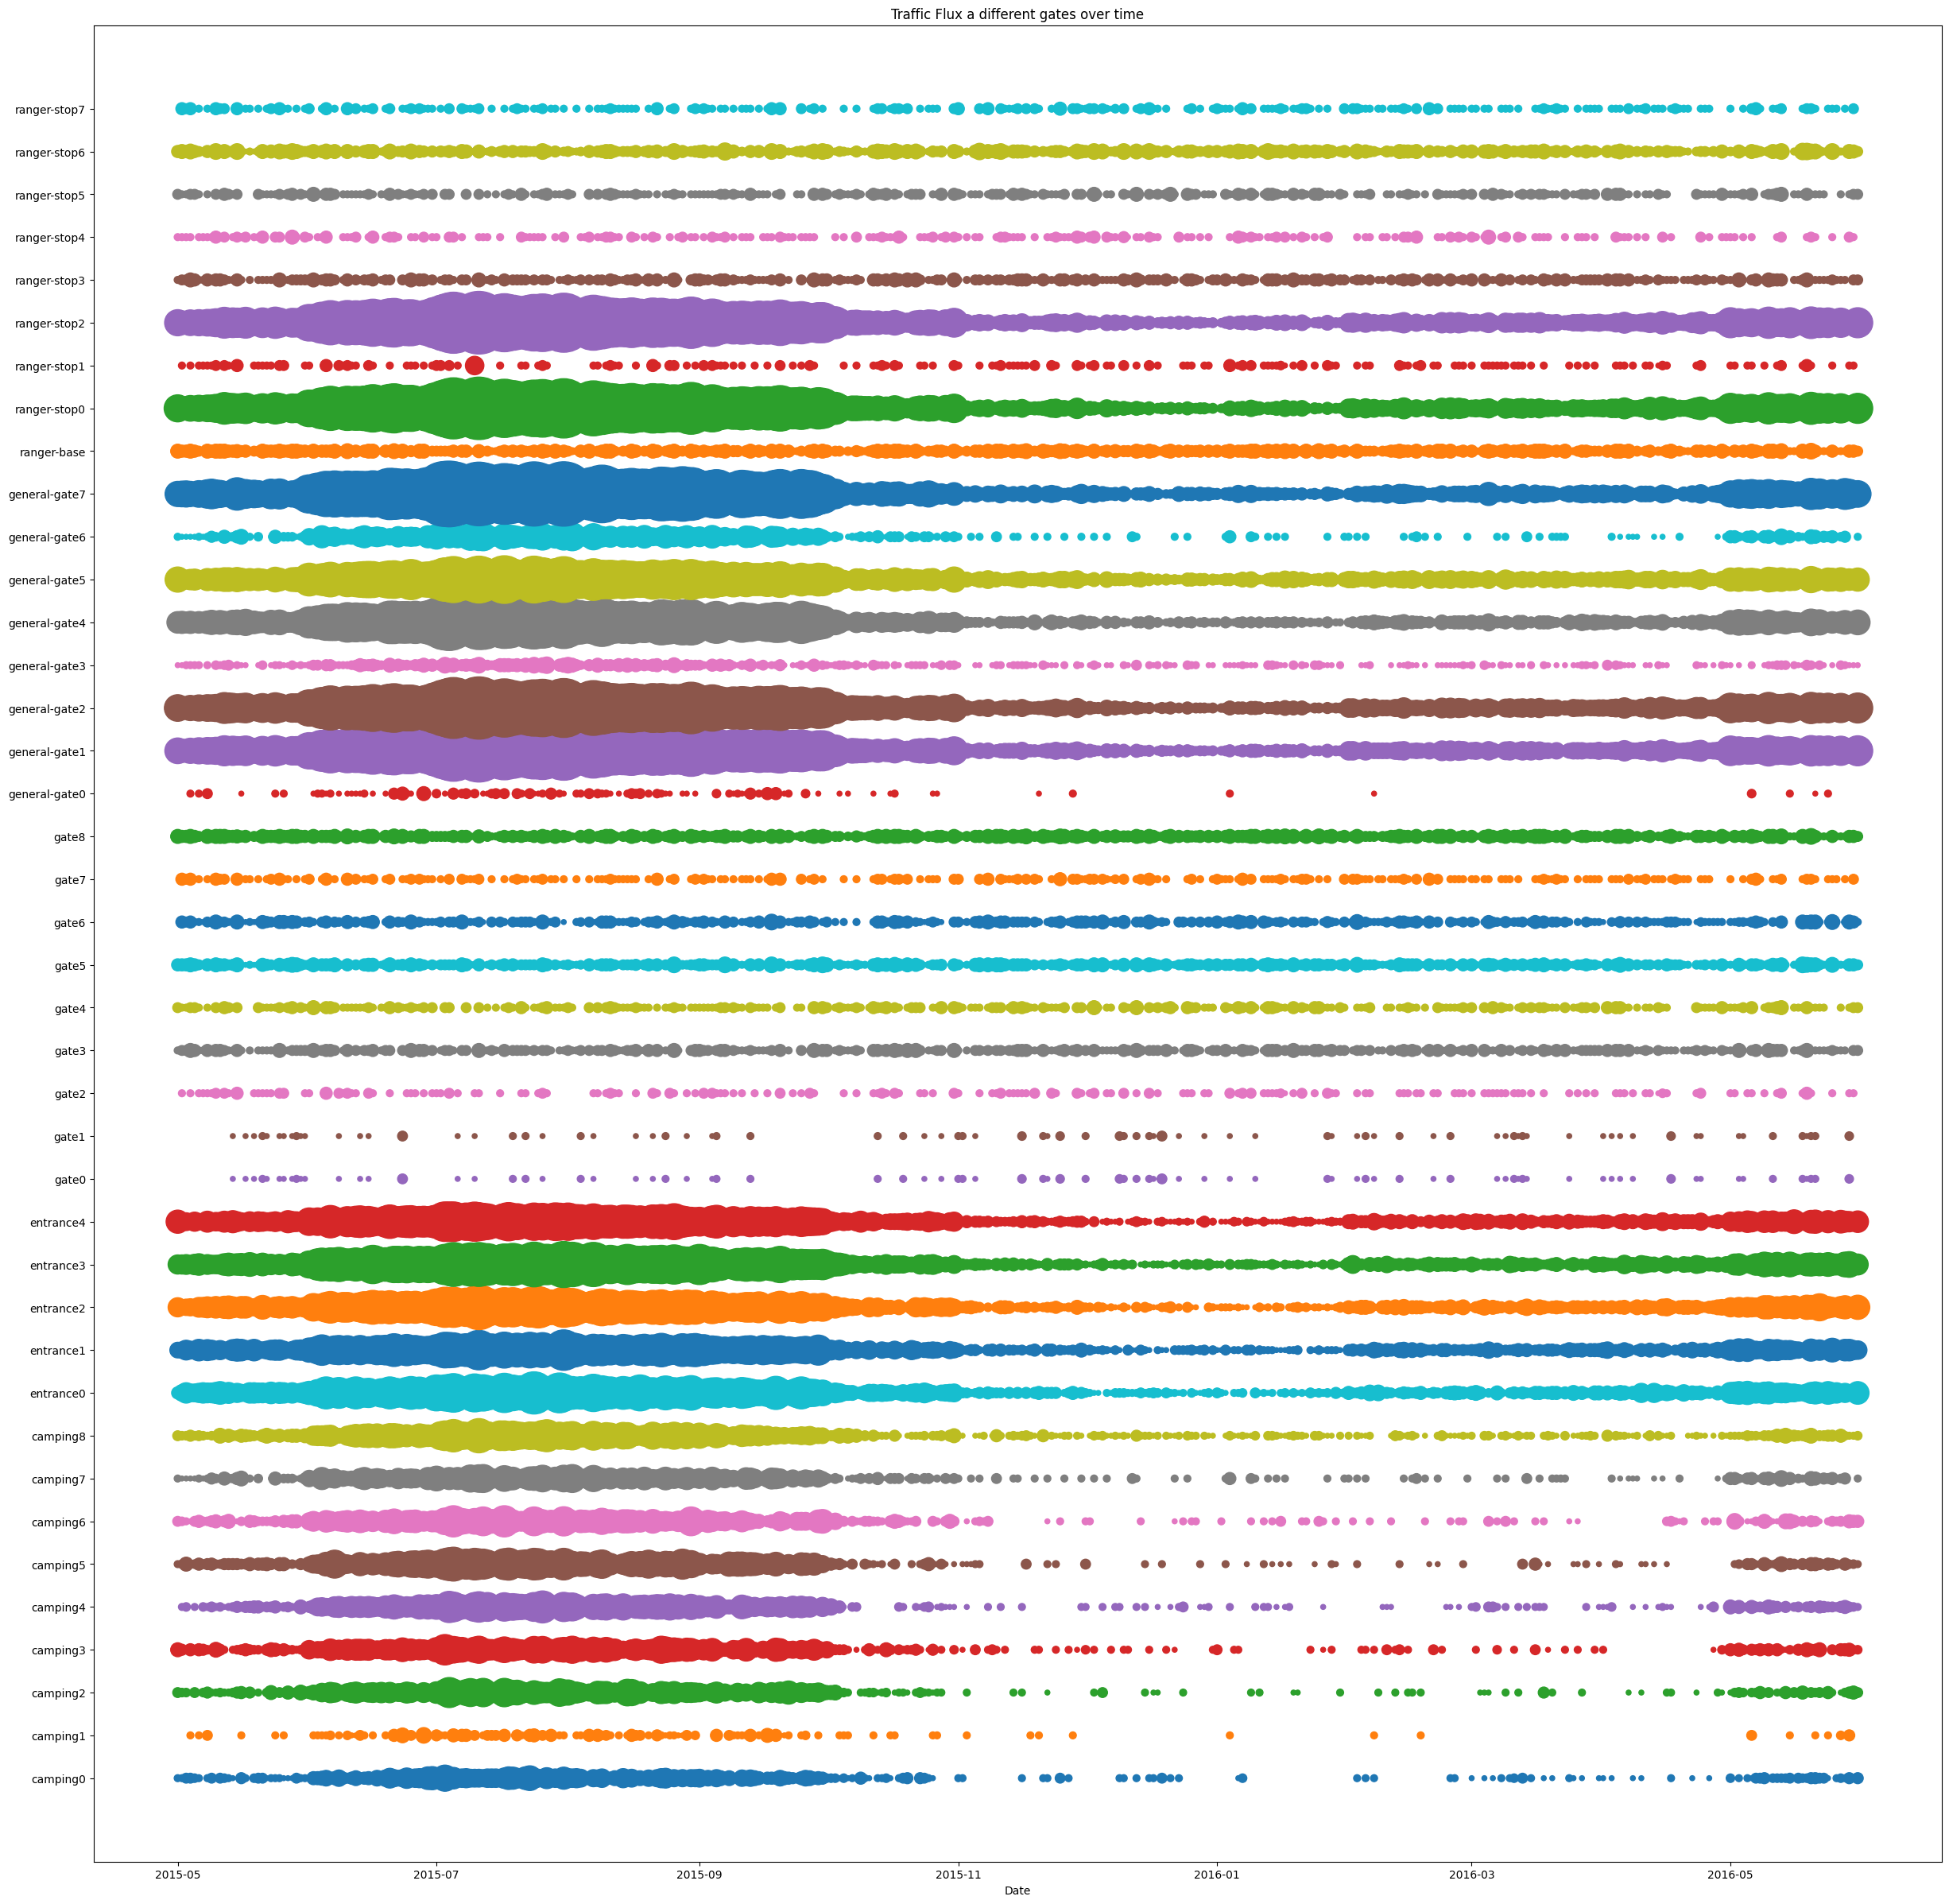 Traffic Flux a different gates over time
ranger-stop7
ranger-stop6
ranger-stop5
ranger-stop4
ranger-stop3
ranger-stop2
ranger-stop1
ranger-stop0
ranger-base
general-gate7
general-gate6
general-gate5
general-gate4
general-gate3
general-gate2
general-gate1
general-gate0
gate8
gate7
gate6
gate5
gate4
gate3
gate2
gate1
gate0
entrance4
entrance3
entrance2
entrance1
entrance0
camping8
camping7
camping6
camping5
camping4
camping3
camping2
camping1
camping0
2015-05 2015-07 2015-09 2015-11 2016-01 2016-03 2016-05
Date